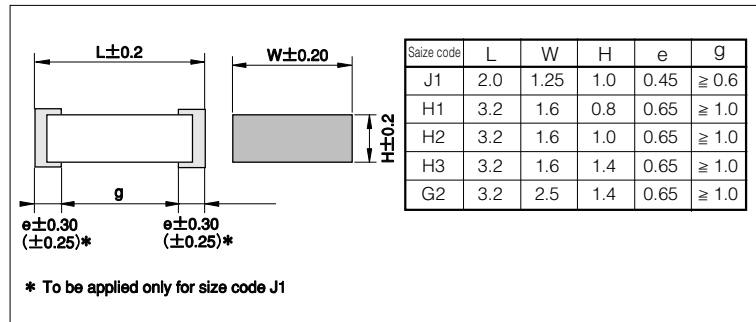 L±0.2
W±0.20
H±0.2
g
e±0.30
(±0.25)*
e±0.30
(±0.25)*
* To be applied only for size code J1
Saize code L W H e g
J1 2.0 1.25 1.0 0.45 ≧ 0.6
H1 3.2 1.6 0.8 0.65 ≧ 1.0
H2 3.2 1.6 1.0 0.65 ≧ 1.0
H3 3.2 1.6 1.4 0.65 ≧ 1.0
G2 3.2 2.5 1.4 0.65 ≧ 1.0